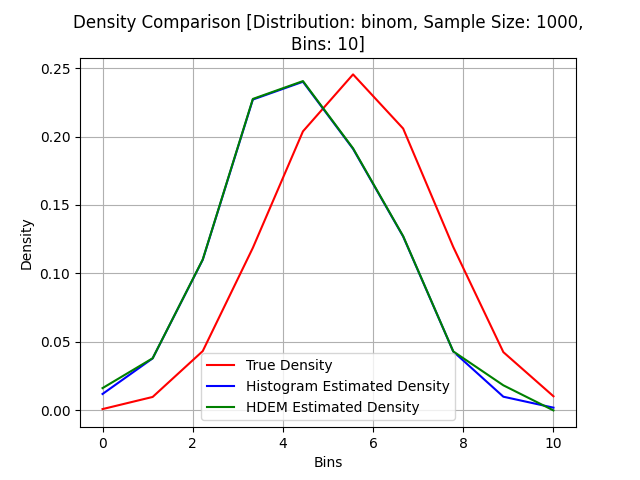 Density Comparison [Distribution: binom, Sample Size: 1000,
Bins: 10]
Density
0.25
0.20
0.15
0.10
0.05
0.00
True Density
Histogram Estimated Density
HDEM Estimated Density
0 2 4 6 8 10
Bins